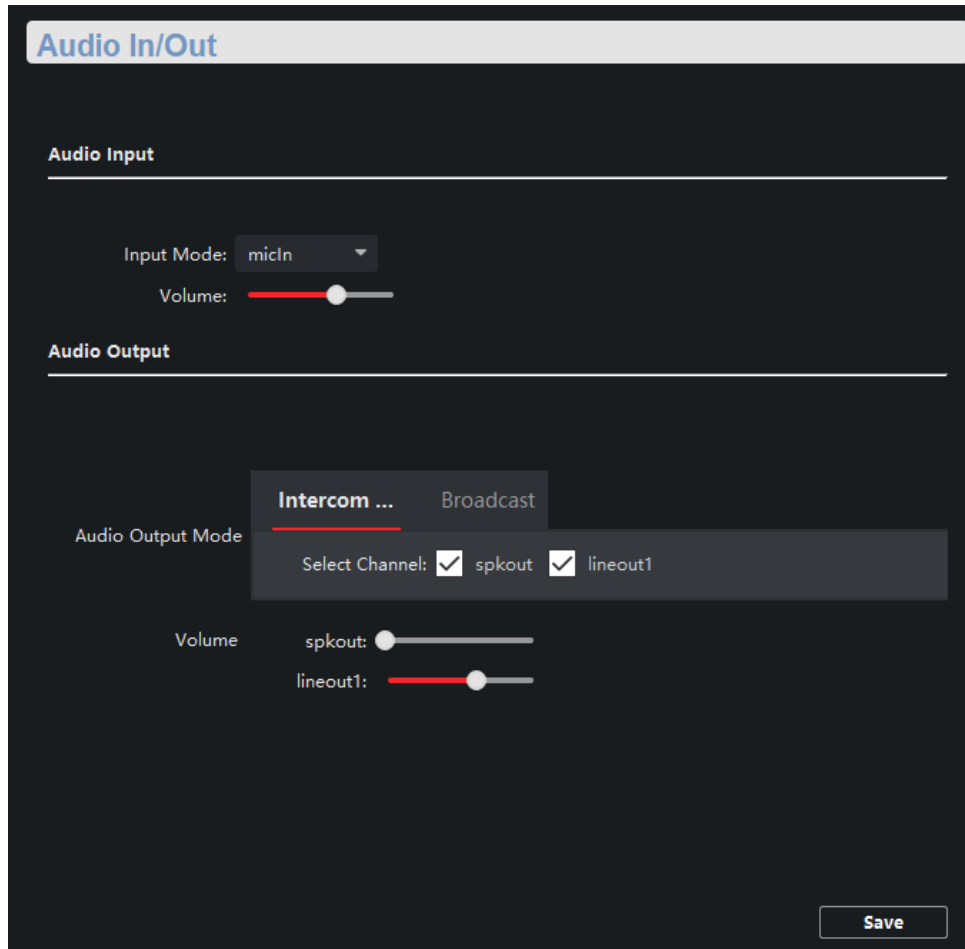 Audio In/Out
Audio Input
Input Mode: micIn
Volume:
Audio Output
Intercom ... Broadcast
Audio Output Mode
Select Channel: spkout lineout1
Volume spkout:
lineout1:
Save